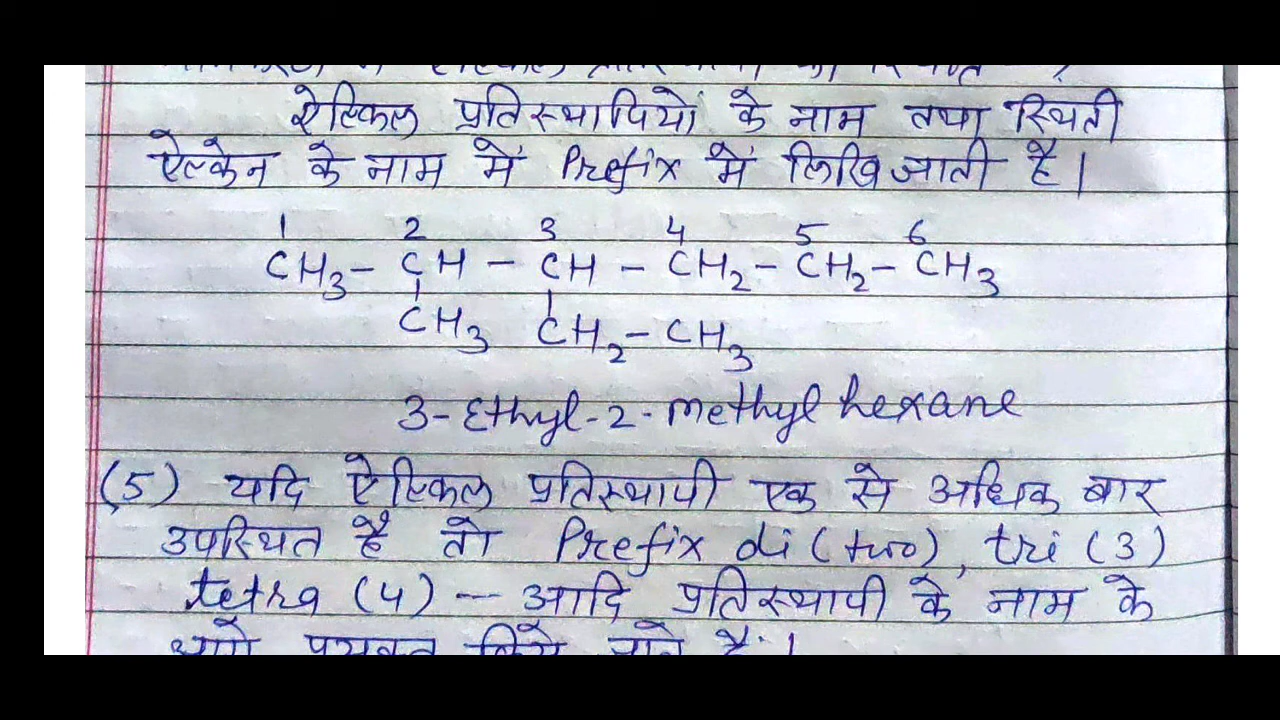 ऐल्किल प्रतिस्थापियों के नाम तथा स्थिती
ऐल्केन के नाम में Prefix में लिखि जाती है।
1 2 3 4 5 6
CH3 - CH - CH - CH2 - CH2 - CH3
CH3 CH2 - CH3
3-Ethyl-2-Methyl hexane
(5) यदि ऐल्किल प्रतिस्थापी एक से अधिक बार
उपस्थित है तो Prefix di (two), tri (3)
tetra (4) -- आदि प्रतिस्थापी के नाम के